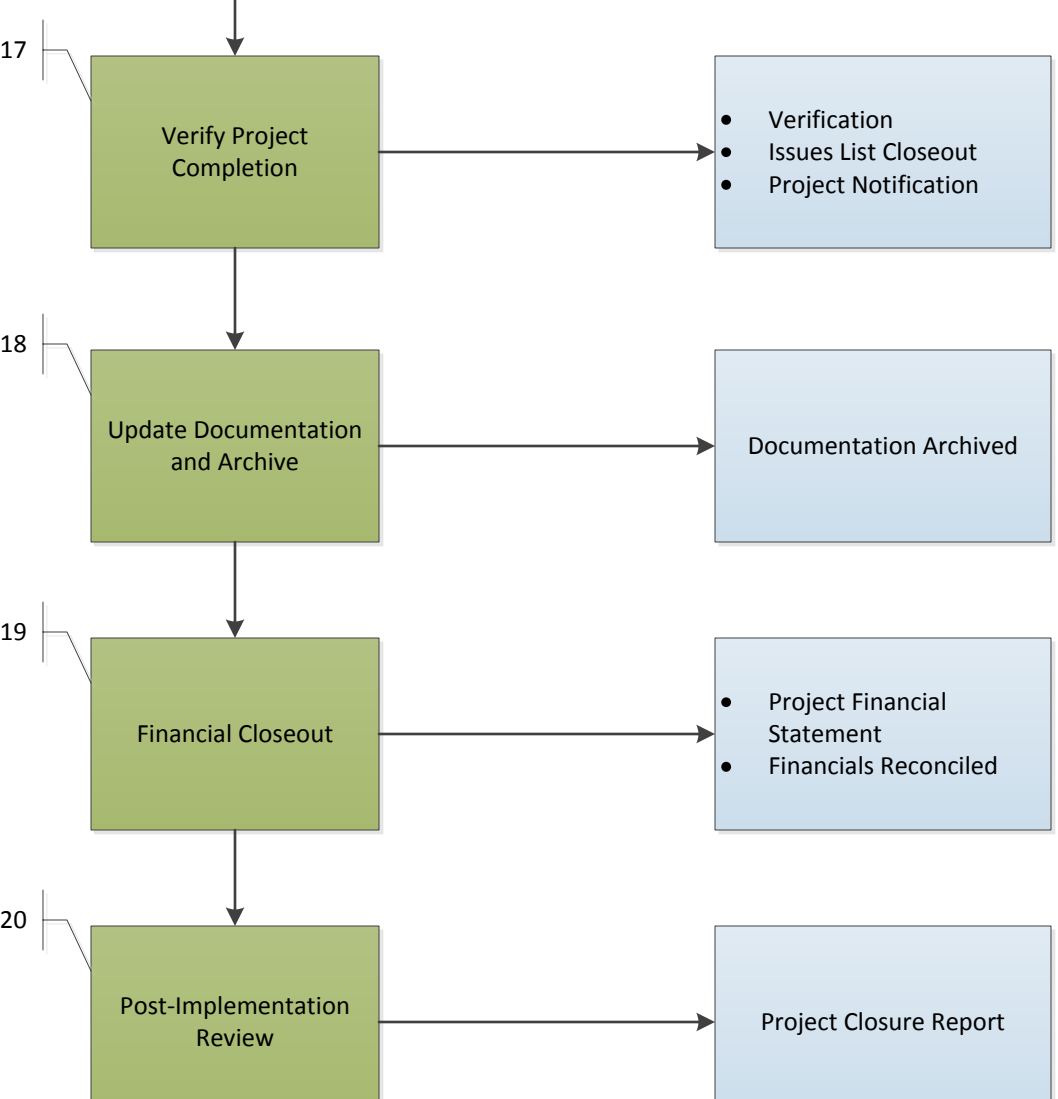 17
Verify Project
Completion
• Verification
• Issues List Closeout
• Project Notification
18
Update Documentation
and Archive
Documentation Archived
19
Financial Closeout
• Project Financial
Statement
• Financials Reconciled
20
Post-Implementation
Review
Project Closure Report